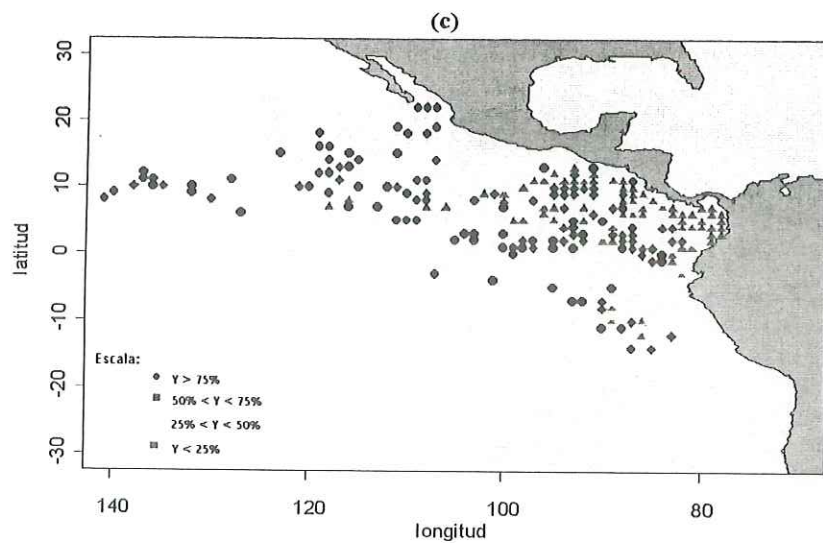 (c)
30
20
10
0
-10
-20
-30
latitud
Escala:
Y > 75%
50% < Y < 75%
25% < Y < 50%
Y < 25%
140
120
100
80
longitud